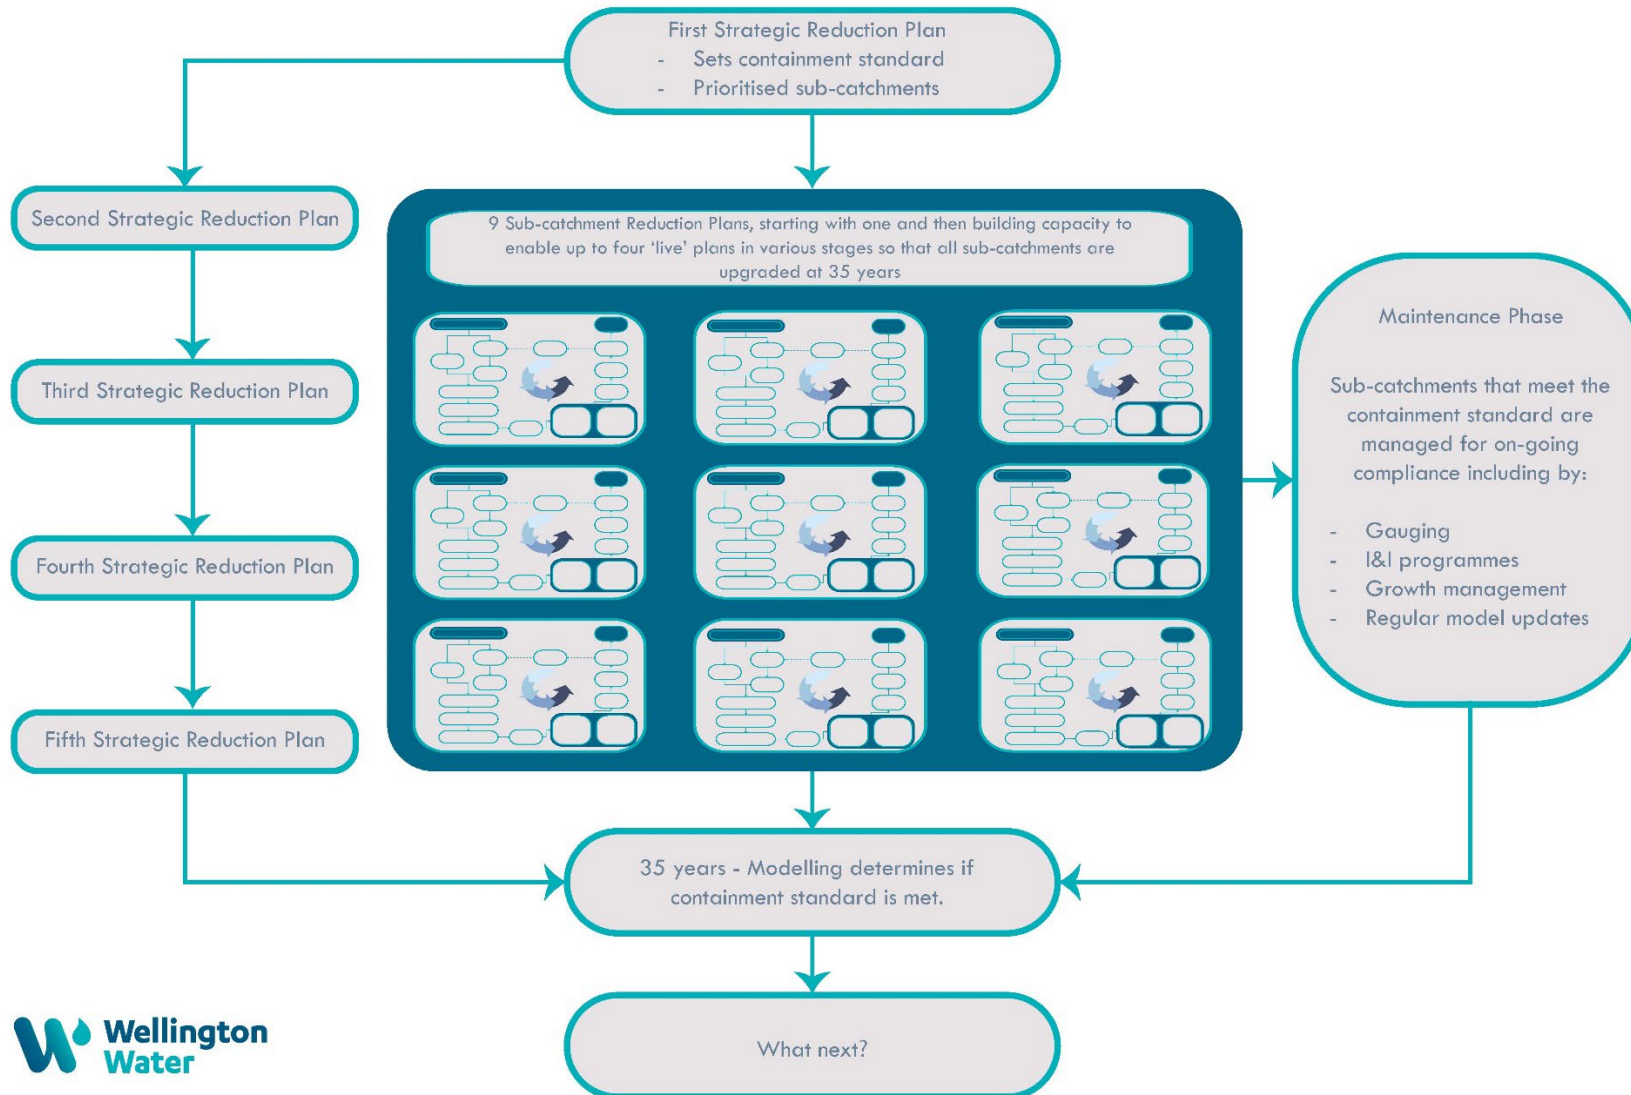 First Strategic Reduction Plan
- Sets containment standard
- Prioritised sub-catchments
Second Strategic Reduction Plan
Third Strategic Reduction Plan
Fourth Strategic Reduction Plan
Fifth Strategic Reduction Plan
9 Sub-catchment Reduction Plans, starting with one and then building capacity to
enable up to four ‘live’ plans in various stages so that all sub-catchments are
upgraded at 35 years
Maintenance Phase
Sub-catchments that meet the
containment standard are
managed for on-going
compliance including by:
- Gauging
- I&I programmes
- Growth management
- Regular model updates
35 years - Modelling determines if
containment standard is met.
What next?
Wellington
Water